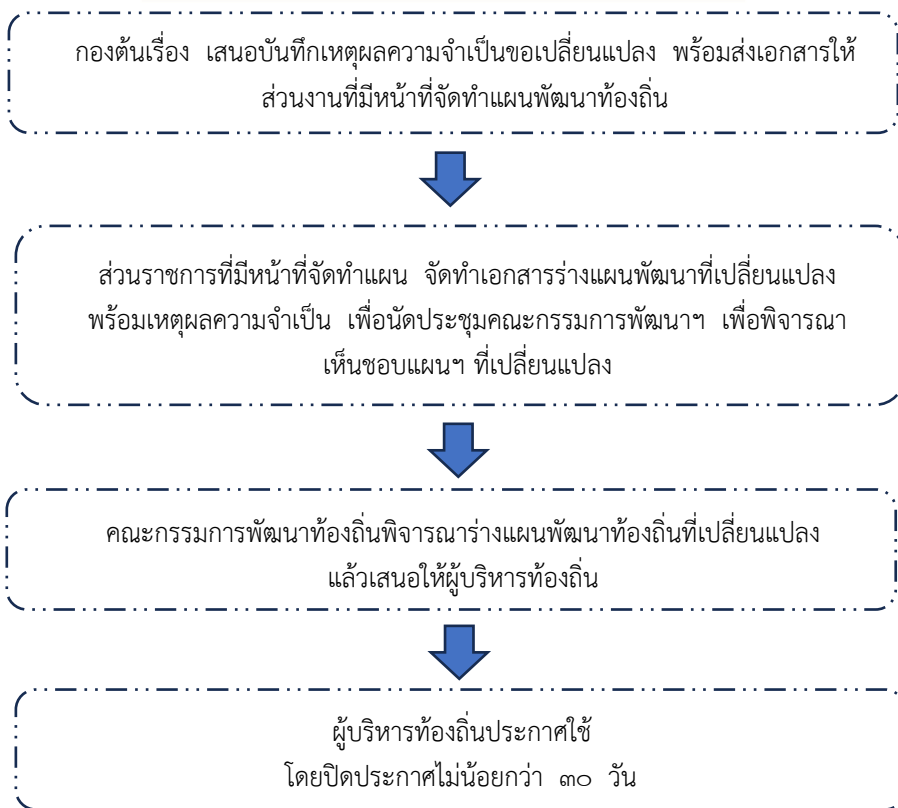 กองต้นเรื่อง เสนอบันทึกเหตุผลความจำเป็นขอเปลี่ยนแปลง พร้อมส่งเอกสารให้
ส่วนงานที่มีหน้าที่จัดทำแผนพัฒนาท้องถิ่น
ส่วนราชการที่มีหน้าที่จัดทำแผน จัดทำเอกสารร่างแผนพัฒนาที่เปลี่ยนแปลง
พร้อมเหตุผลความจำเป็น เพื่อนัดประชุมคณะกรรมการพัฒนาฯ เพื่อพิจารณา
เห็นชอบแผนฯ ที่เปลี่ยนแปลง
คณะกรรมการพัฒนาท้องถิ่นพิจารณาร่างแผนพัฒนาท้องถิ่นที่เปลี่ยนแปลง
แล้วเสนอให้ผู้บริหารท้องถิ่น
ผู้บริหารท้องถิ่นประกาศใช้
โดยปิดประกาศไม่น้อยกว่า ๓๐ วัน